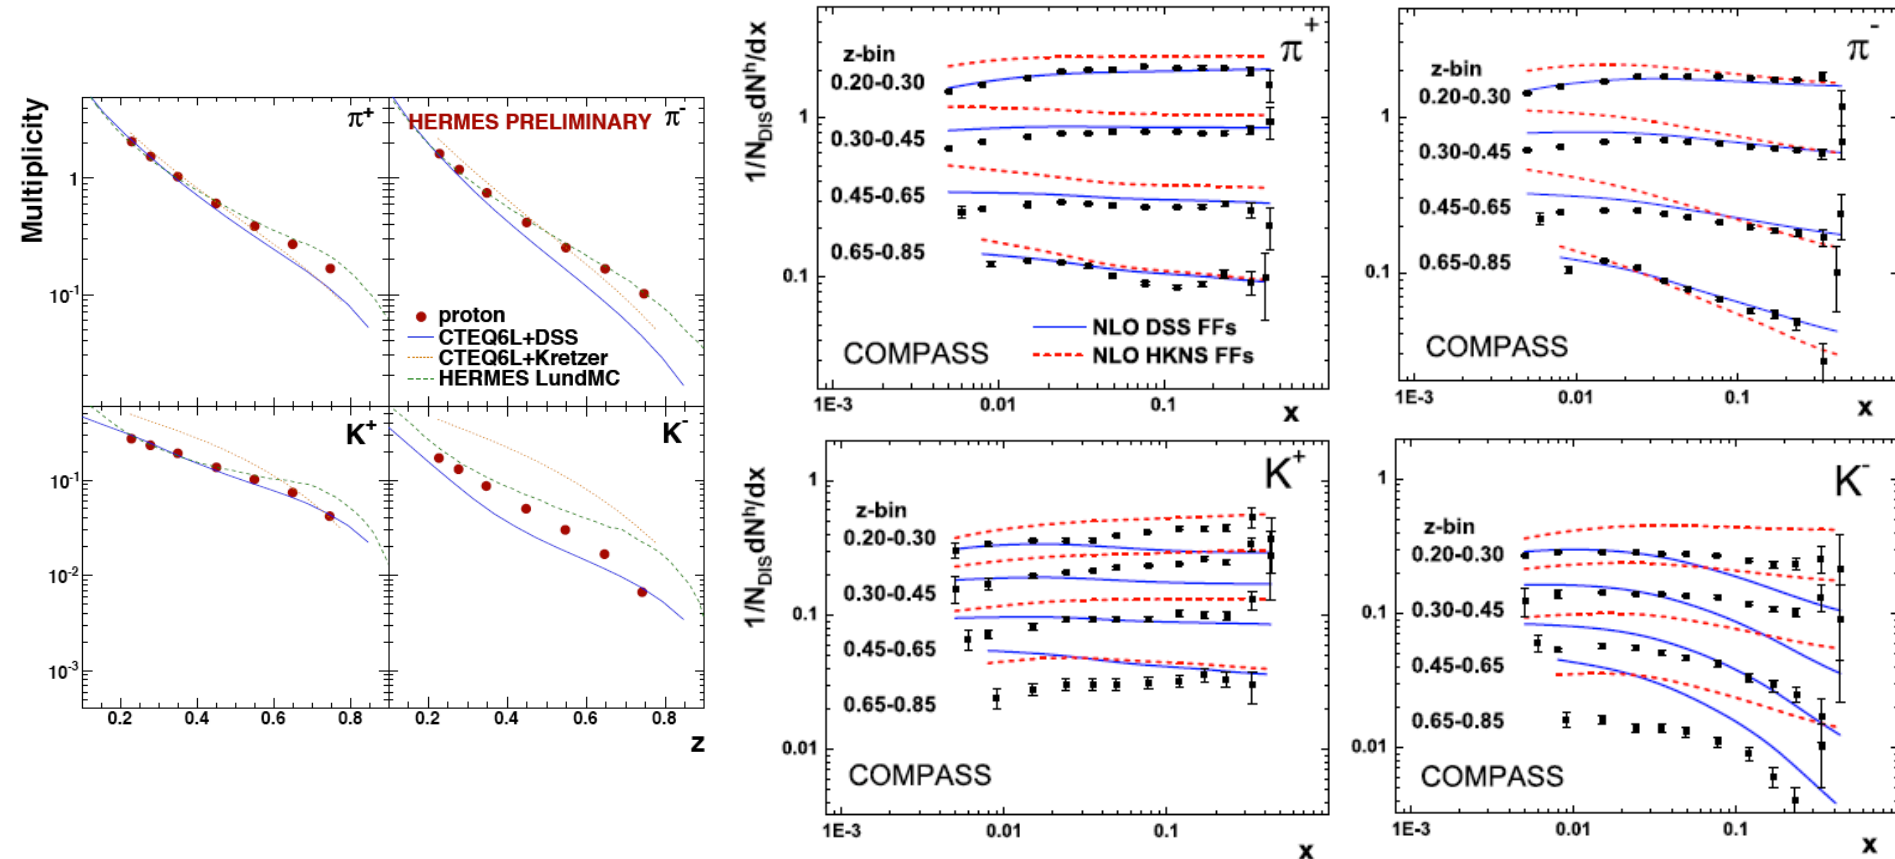 Multiplicity
π+
HERMES PRELIMINARY π-
1
10-1
proton
CTEQ6L+DSS
CTEQ6L+Kretzer
HERMES LundMC
K+
K-
10-1
10-2
10-3
0.2 0.4 0.6 0.8 0.2 0.4 0.6 0.8
z
1/NDISdNh/dx
π+
z-bin
0.20-0.30
1
0.30-0.45
0.45-0.65
0.65-0.85
0.1
NLO DSS FFs
NLO HKNS FFs
COMPASS
1E-3 0.01 0.1
x
π-
z-bin
0.20-0.30
1
0.30-0.45
0.45-0.65
0.65-0.85
0.1
COMPASS
1E-3 0.01 0.1
x
1/NDISdNh/dx
K+
1
z-bin
0.20-0.30
0.30-0.45
0.1
0.45-0.65
0.65-0.85
0.01
COMPASS
1E-3 0.01 0.1
x
K-
1
z-bin
0.20-0.30
0.30-0.45
0.1
0.45-0.65
0.65-0.85
0.01
COMPASS
1E-3 0.01 0.1
x